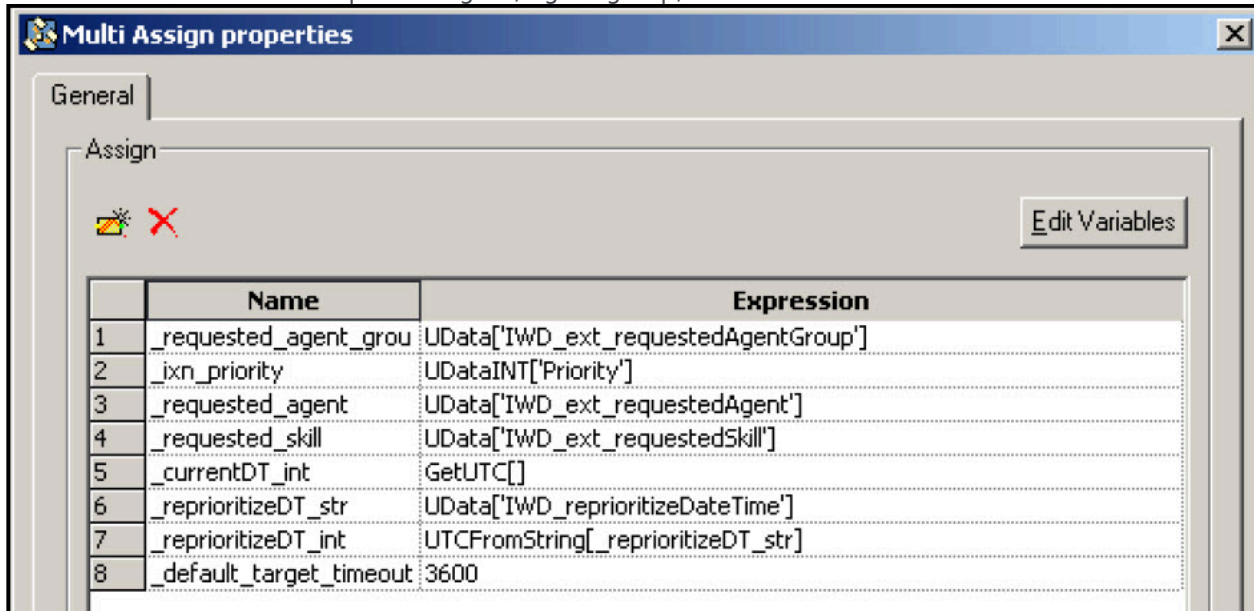 Multi Assign properties
General
Assign
Edit Variables
Name Expression
1 _requested_agent_grou UData['IWD_ext_requestedAgentGroup']
2 _ixn_priority UDataINT['Priority']
3 _requested_agent UData['IWD_ext_requestedAgent']
4 _requested_skill UData['IWD_ext_requestedSkill']
5 _currentDT_int GetUTC[]
6 _reprioritizeDT_str UData['IWD_reprioritizeDateTime']
7 _reprioritizeDT_int UTCFromString[_reprioritizeDT_str]
8 _default_target_timeout 3600